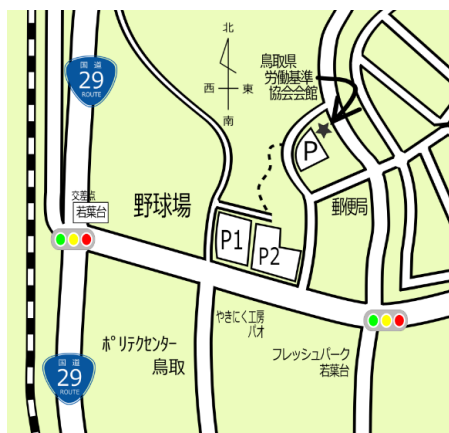 国道
29
ROUTE
北
西
東
南
鳥取県
労働基準
協会会館
P
交差点
若葉台
野球場
郵便局
P1
P2
やきにく工房
パオ
ポリテクセンター
鳥取
フレッシュパーク
若葉台
国道
29
ROUTE